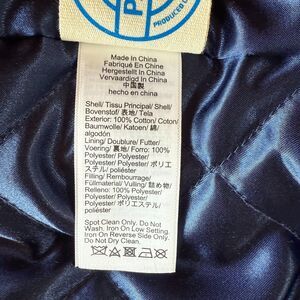 P
PRODUCED
Made In China
Fabriqué En Chine
Hergestellt In China
Vervaardigd In China
中国製
hecho en china
Shell/ Tissu Principal/ Shell/
Bovenstof/ 表地/ Tela
Exterior: 100% Cotton/ Coton/
Baumwolle/ Katoen/ 綿/
algodón
Lining/ Doublure/ Futter/
Voering/ 裏地/ Forro: 100%
Polyester/ Polyester/
Polyester/ Polyester/ ポリエ
ステル/ poliéster
Filling/ Rembourrage/
Füllmaterial/ Vulling/ 詰め物/
Relleno: 100% Polyester/
Polyester/ Polyester/
Polyester/ ポリエステル/
poliéster
Spot Clean Only. Do Not
Wash. Iron On Low Setting.
Iron On Reverse Side Only.
Do Not Iron On Print.